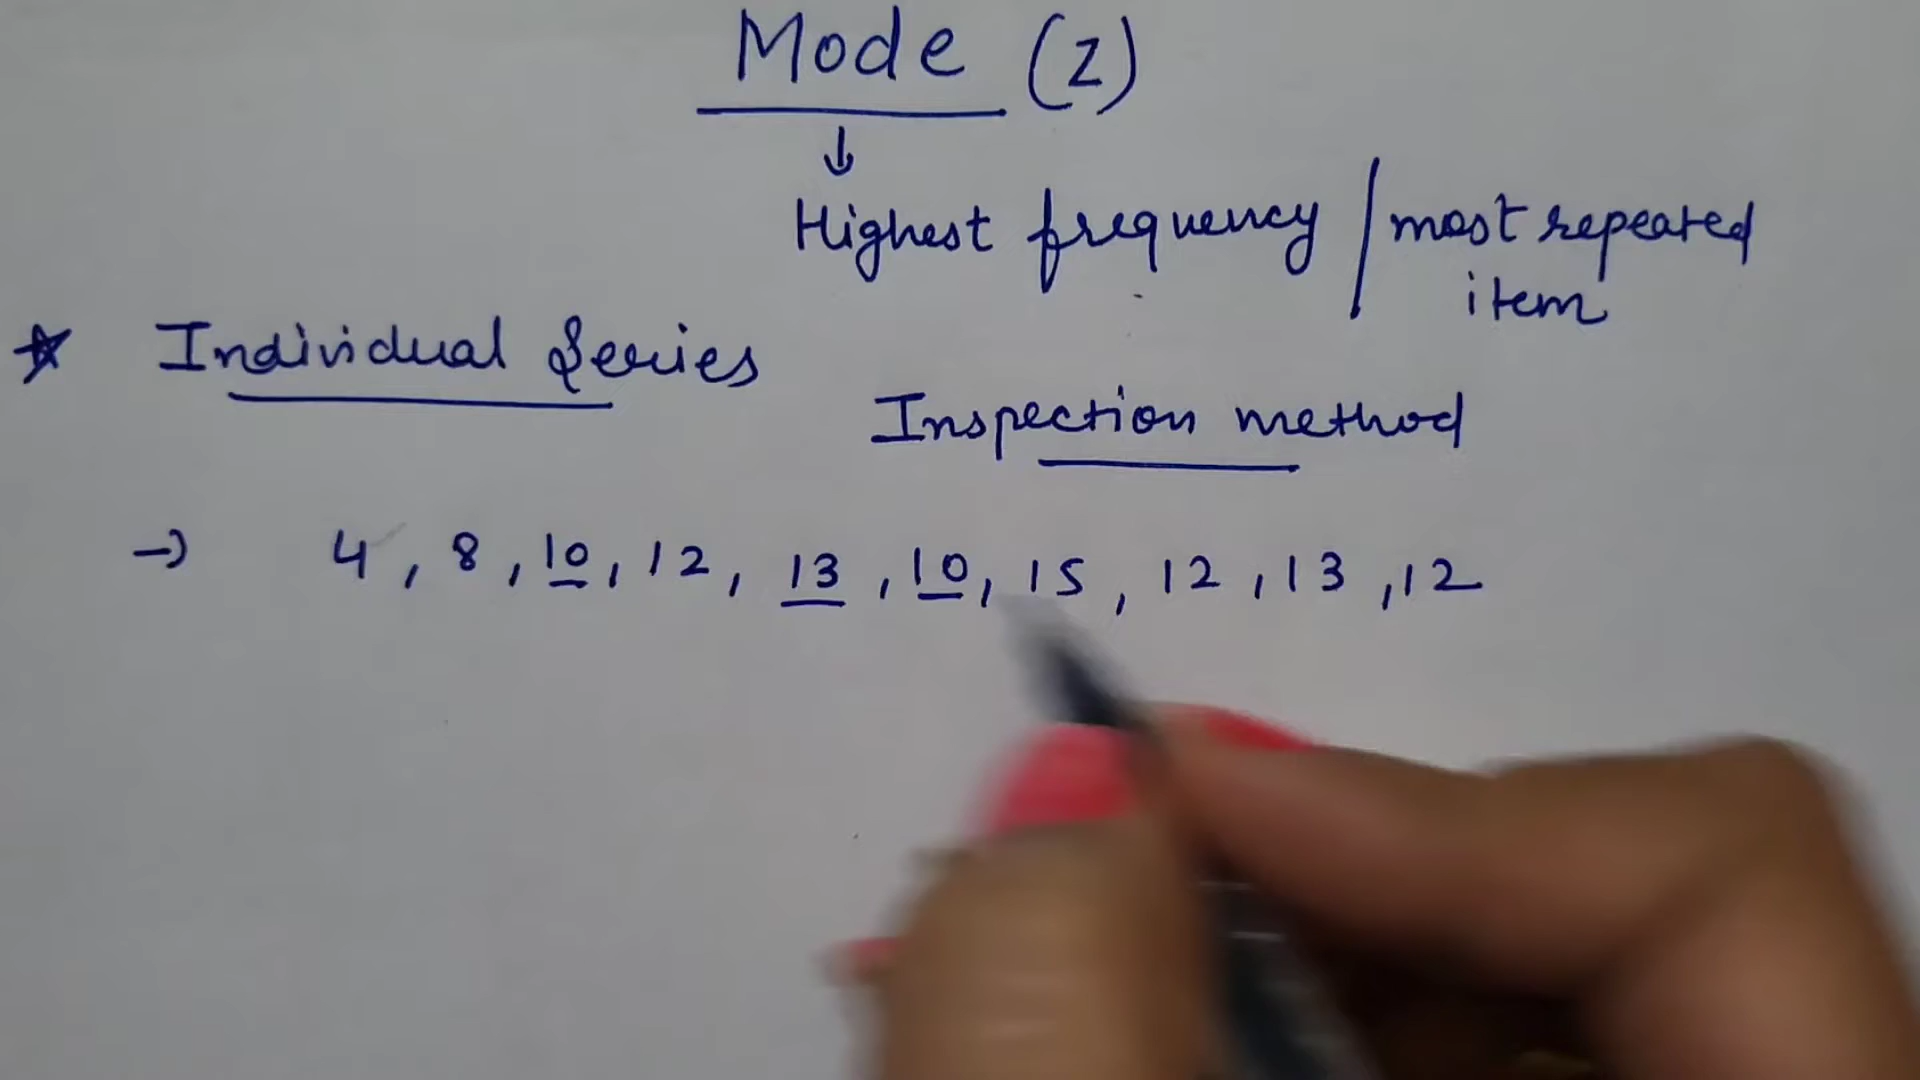 Mode (Z)
↓
Highest frequency / most repeated
item
☆ Individual Series
Inspection method
→ 4, 8, 10, 12, 13, 10, 15, 12, 13, 12